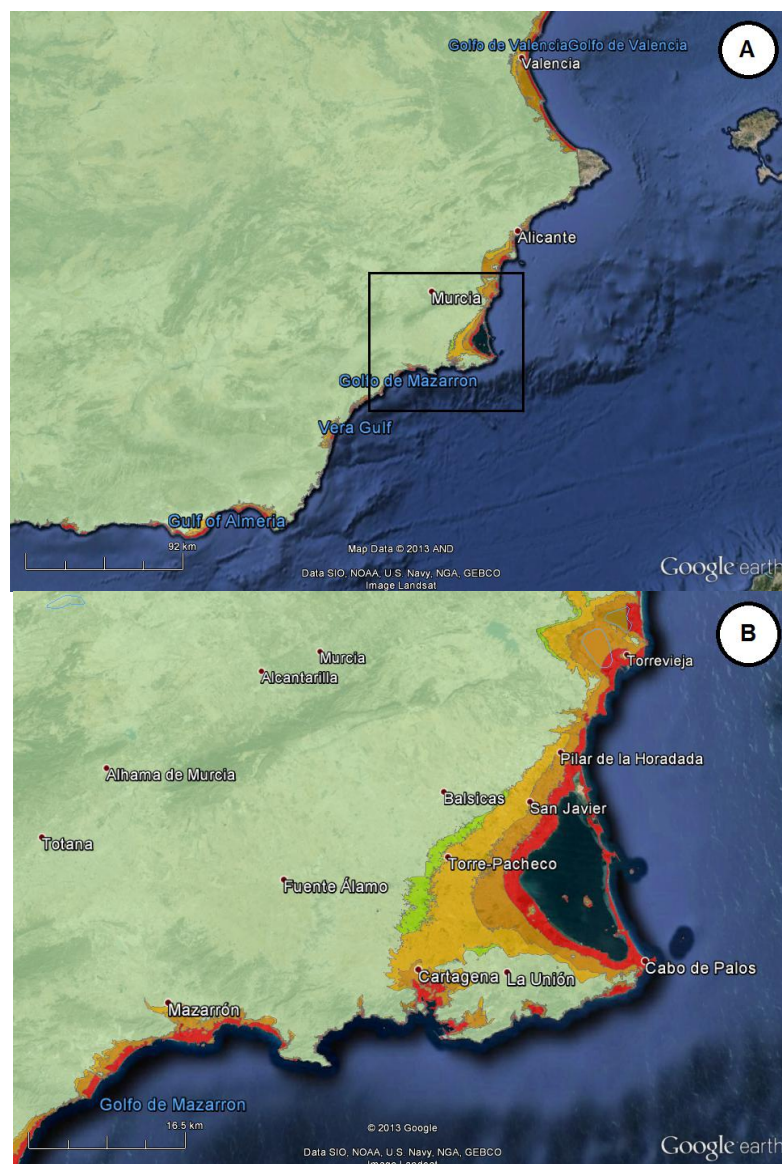 Golfo de ValenciaGolfo de Valencia
A
Valencia
Alicante
Murcia
Golfo de Mazarron
Vera Gulf
Gulf of Almeria
92 km
Map Data © 2013 AND
Data SIO, NOAA, U.S. Navy, NGA, GEBCO
Image Landsat
Google earth
B
Murcia
Torrevieja
Alcantarilla
Pilar de la Horadada
Alhama de Murcia
Balsicas
San Javier
Totana
Torre-Pacheco
Fuente Álamo
Cartagena
La Unión
Cabo de Palos
Mazarrón
Golfo de Mazarron
16.5 km
© 2013 Google
Data SIO, NOAA, U.S. Navy, NGA, GEBCO
Image Landsat
Google earth